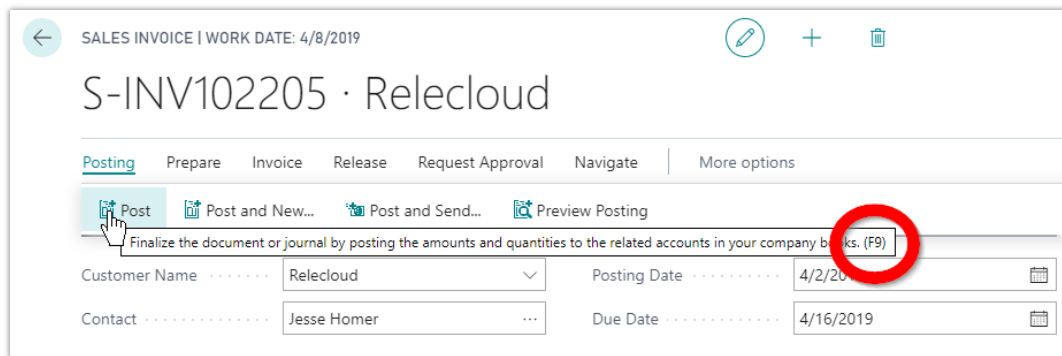 SALES INVOICE | WORK DATE: 4/8/2019
S-INV102205 · Relecloud
Posting Prepare Invoice Release Request Approval Navigate More options
Post Post and New... Post and Send... Preview Posting
Finalize the document or journal by posting the amounts and quantities to the related accounts in your company books. (F9)
Customer Name Relecloud Posting Date 4/2/20
Contact Jesse Homer Due Date 4/16/2019